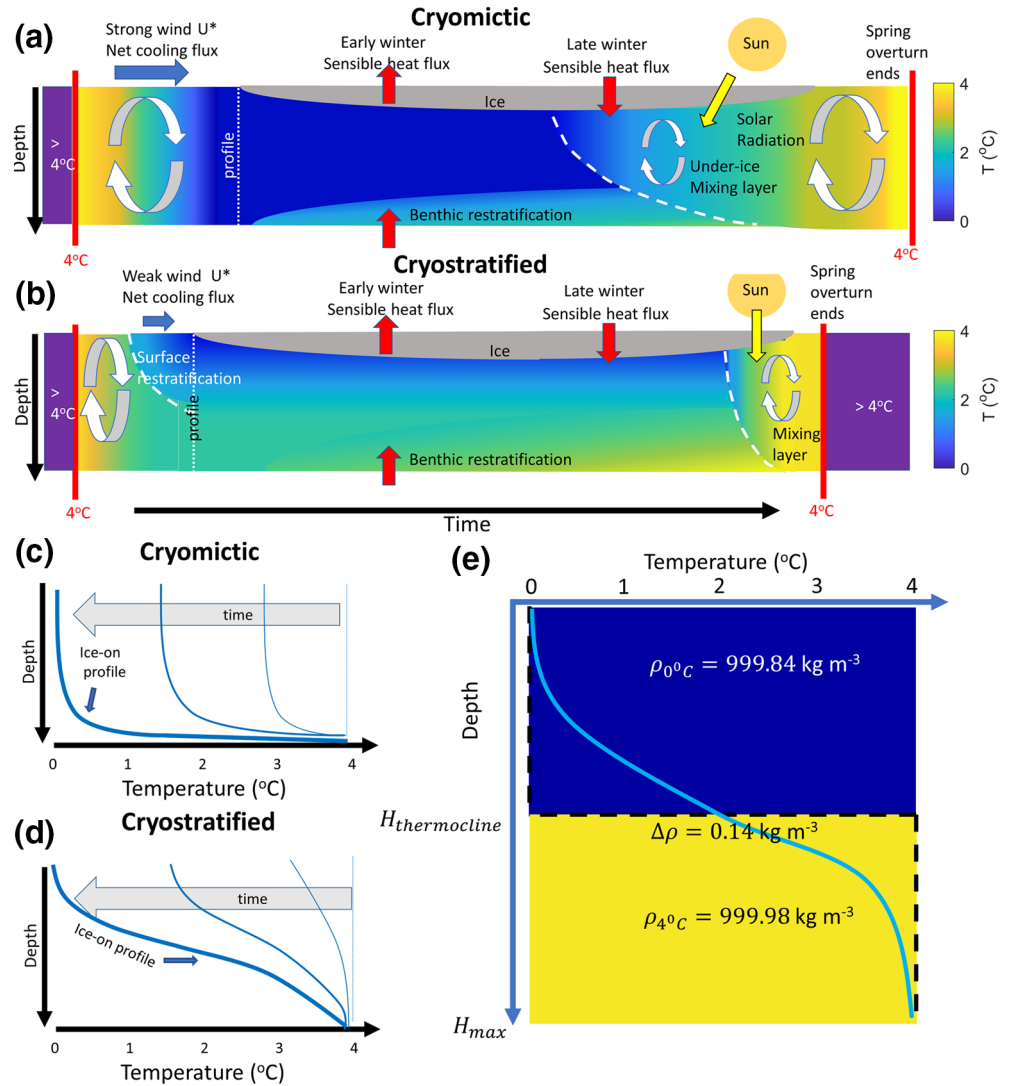 (a)
Cryomictic
Strong wind U*
Net cooling flux
Early winter
Sensible heat flux
Late winter
Sensible heat flux
Sun
Spring
overturn
ends
Depth
>
4°C
profile
Ice
Solar
Radiation
Under-ice
Mixing layer
Benthic restratification
4°C
4°C
4
2
0
T (°C)
(b)
Cryostratified
Weak wind U*
Net cooling flux
Early winter
Sensible heat flux
Late winter
Sensible heat flux
Sun
Spring
overturn
ends
Depth
>
4°C
Surface
restratification
profile
Ice
Benthic restratification
Mixing
layer
> 4°C
4°C
4°C
4
2
0
T (°C)
Time
(c)
Cryomictic
time
Ice-on
profile
Depth
0 1 2 3 4
Temperature (°C)
(d)
Cryostratified
time
Ice-on profile
Depth
0 1 2 3 4
Temperature (°C)
(e)
Temperature (°C)
0 1 2 3 4
Depth
ρ0⁰C = 999.84 kg m-3
Hthermocline
Δρ = 0.14 kg m-3
ρ4⁰C = 999.98 kg m-3
Hmax